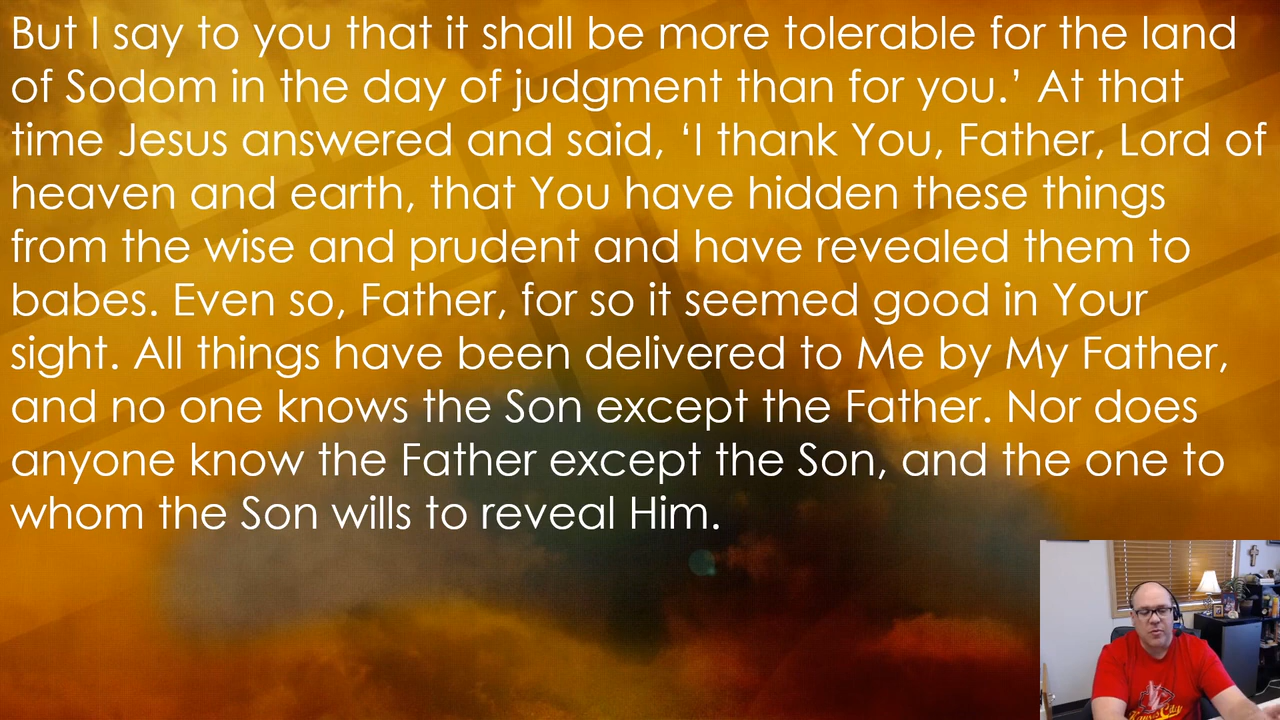 But I say to you that it shall be more tolerable for the land
of Sodom in the day of judgment than for you.’ At that
time Jesus answered and said, ‘I thank You, Father, Lord of
heaven and earth, that You have hidden these things
from the wise and prudent and have revealed them to
babes. Even so, Father, for so it seemed good in Your
sight. All things have been delivered to Me by My Father,
and no one knows the Son except the Father. Nor does
anyone know the Father except the Son, and the one to
whom the Son wills to reveal Him.
Kansas City